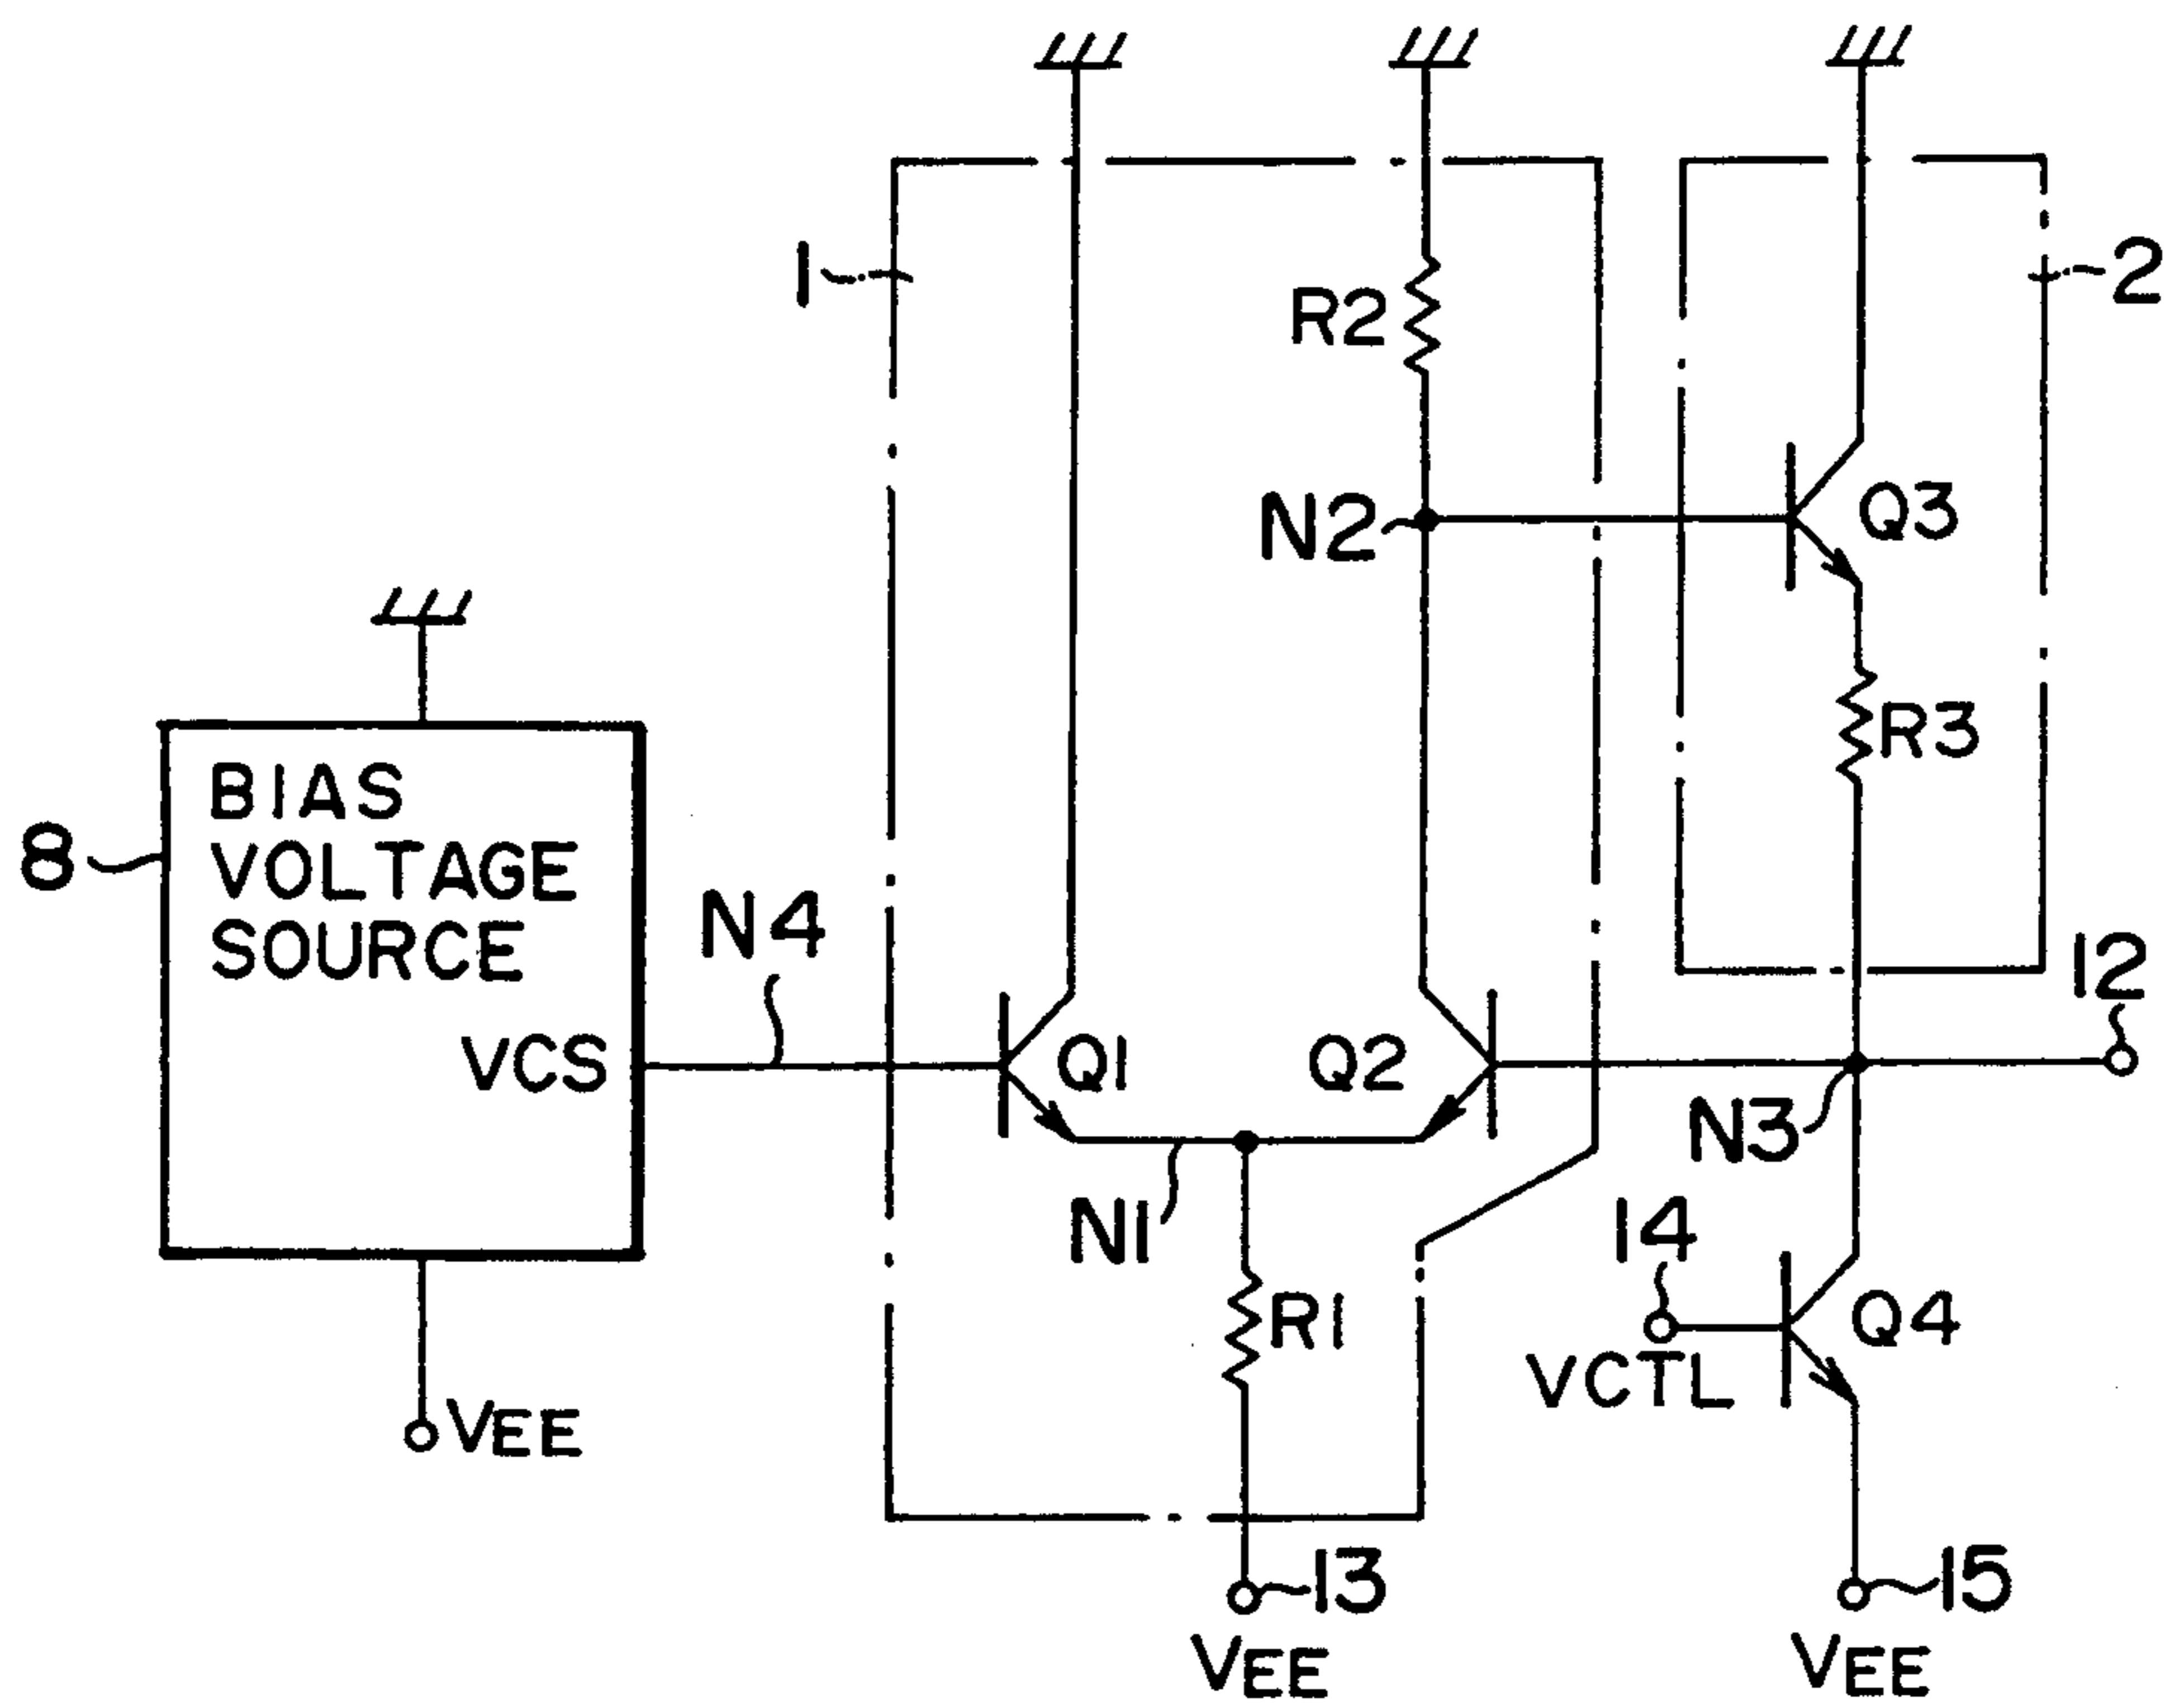 1
2
R2
N2
Q3
R3
8
BIAS
VOLTAGE
SOURCE
VCS
N4
Q1
Q2
12
N3
N1
14
R1
Q4
VCTL
VEE
13
VEE
15
VEE